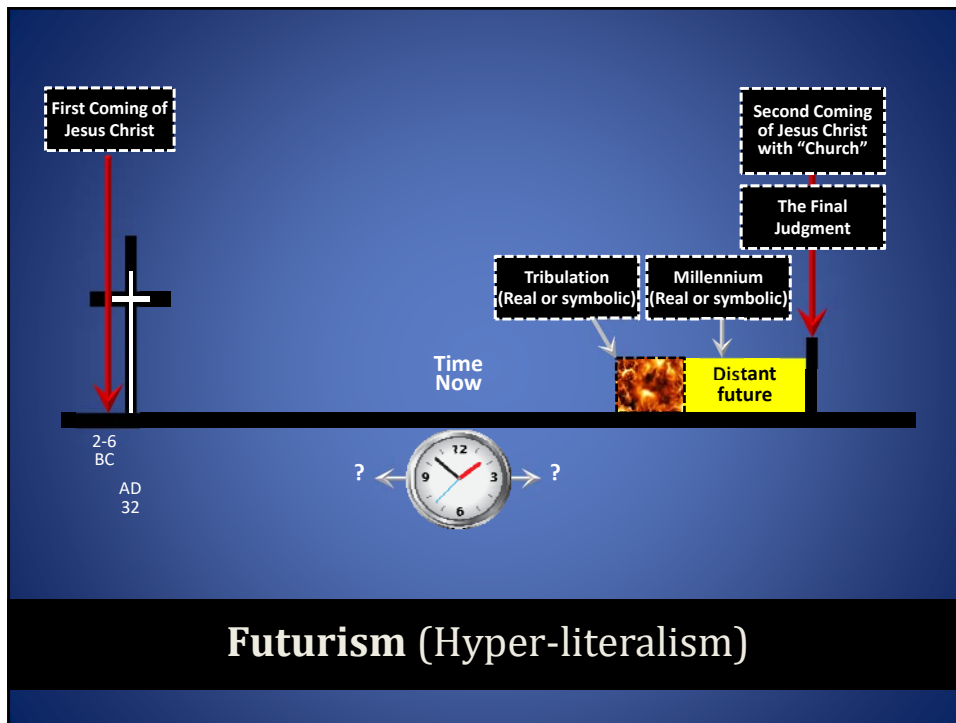 First Coming of
Jesus Christ
Second Coming
of Jesus Christ
with “Church”
The Final
Judgment
Tribulation
(Real or symbolic)
Millennium
(Real or symbolic)
Time
Now
Distant
future
2-6
BC
AD
32
?
12
9
3
6
?
Futurism (Hyper-literalism)